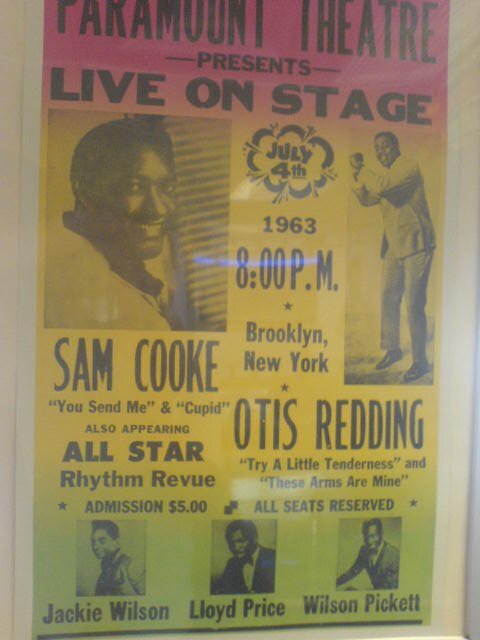 PARAMOUNT THEATRE
—PRESENTS—
LIVE ON STAGE
JULY
4th
1963
8:00 P.M.
★
Brooklyn,
New York
★
SAM COOKE
"You Send Me" & "Cupid"
OTIS REDDING
"Try A Little Tenderness" and
"These Arms Are Mine"
ALSO APPEARING
ALL STAR
Rhythm Revue
★ ADMISSION $5.00 ALL SEATS RESERVED ★
Jackie Wilson Lloyd Price Wilson Pickett